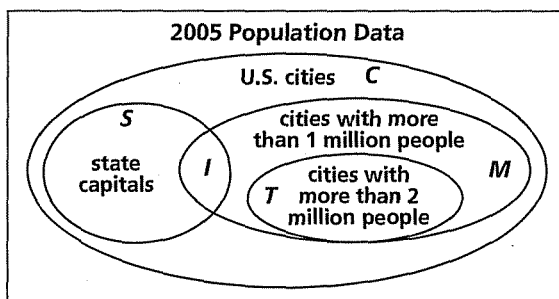 2005 Population Data
U.S. cities C
S
cities with more
than 1 million people
state
capitals
I
M
T
cities with
more than 2
million people